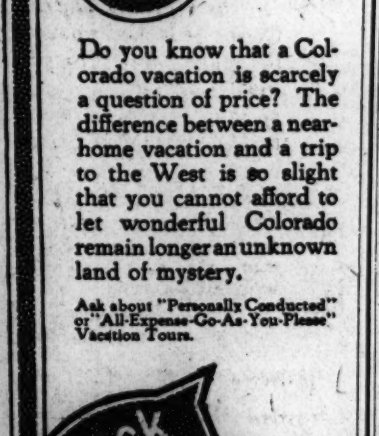 Do you know that a Col-
orado vacation is scarcely
a question of price? The
difference between a near-
home vacation and a trip
to the West is so slight
that you cannot afford to
let wonderful Colorado
remain longer an unknown
land of mystery.
Ask about "Personally Conducted"
or "All-Expense-Go-As-You-Please"
Vacation Tours.
ck